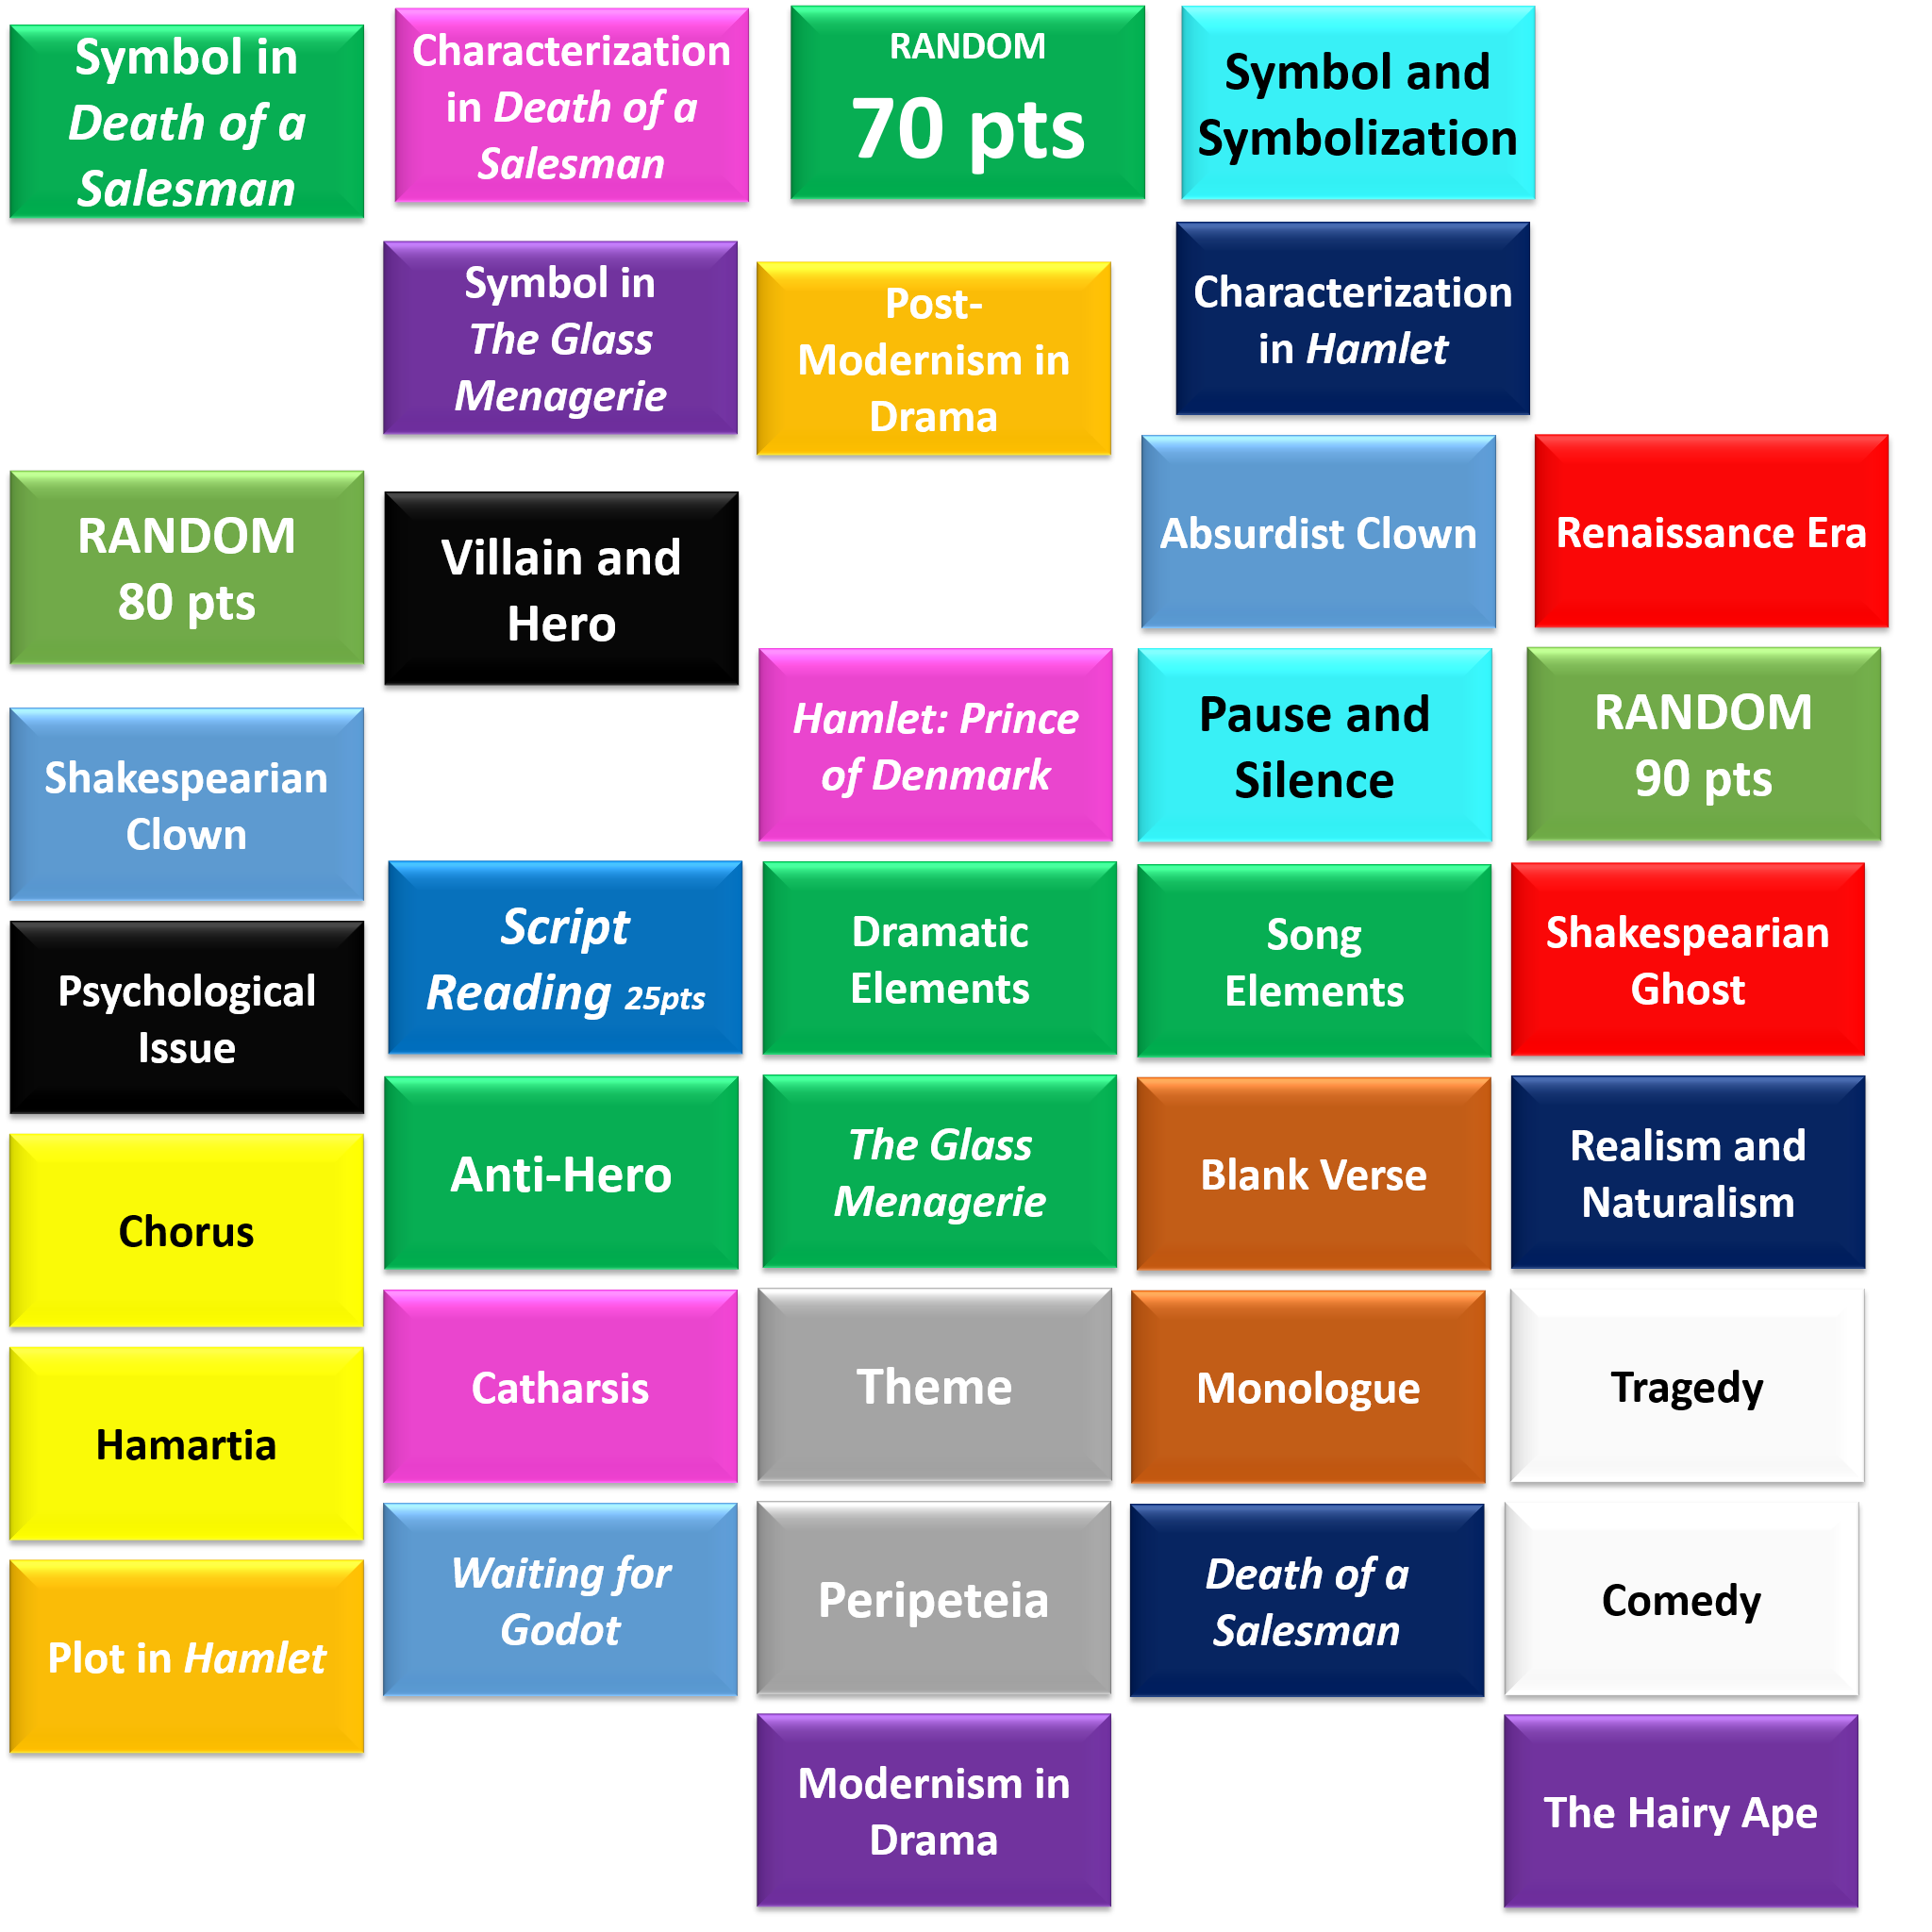 Symbol in
Death of a
Salesman
Characterization
in Death of a
Salesman
RANDOM
70 pts
Symbol and
Symbolization
Symbol in
The Glass
Menagerie
Post-
Modernism in
Drama
Characterization
in Hamlet
RANDOM
80 pts
Villain and
Hero
Absurdist Clown
Renaissance Era
Shakespearian
Clown
Hamlet: Prince
of Denmark
Pause and
Silence
RANDOM
90 pts
Psychological
Issue
Script
Reading 25pts
Dramatic
Elements
Song
Elements
Shakespearian
Ghost
Chorus
Anti-Hero
The Glass
Menagerie
Blank Verse
Realism and
Naturalism
Hamartia
Catharsis
Theme
Monologue
Tragedy
Plot in Hamlet
Waiting for
Godot
Peripeteia
Death of a
Salesman
Comedy
Modernism in
Drama
The Hairy Ape